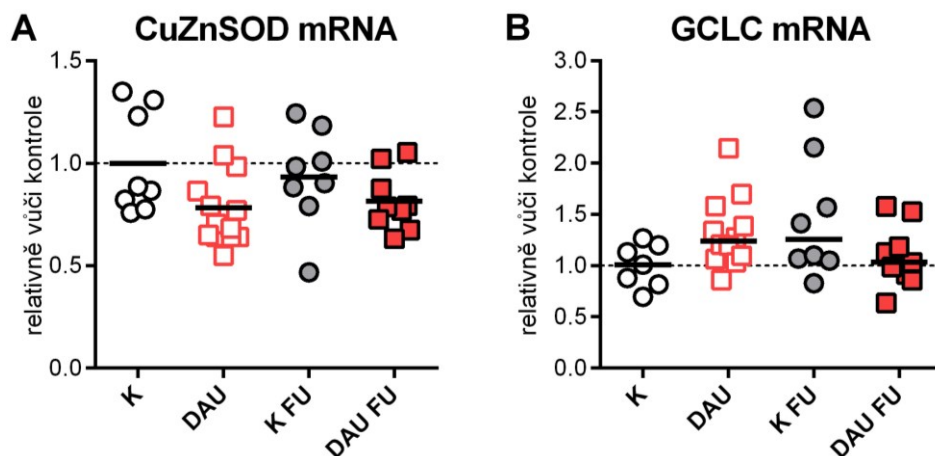 A
CuZnSOD mRNA
relativně vůči kontrole
1.5
1.0
0.5
0.0
K
DAU
K FU
DAU FU
B
GCLC mRNA
relativně vůči kontrole
3.0
2.5
2.0
1.5
1.0
0.5
0.0
K
DAU
K FU
DAU FU